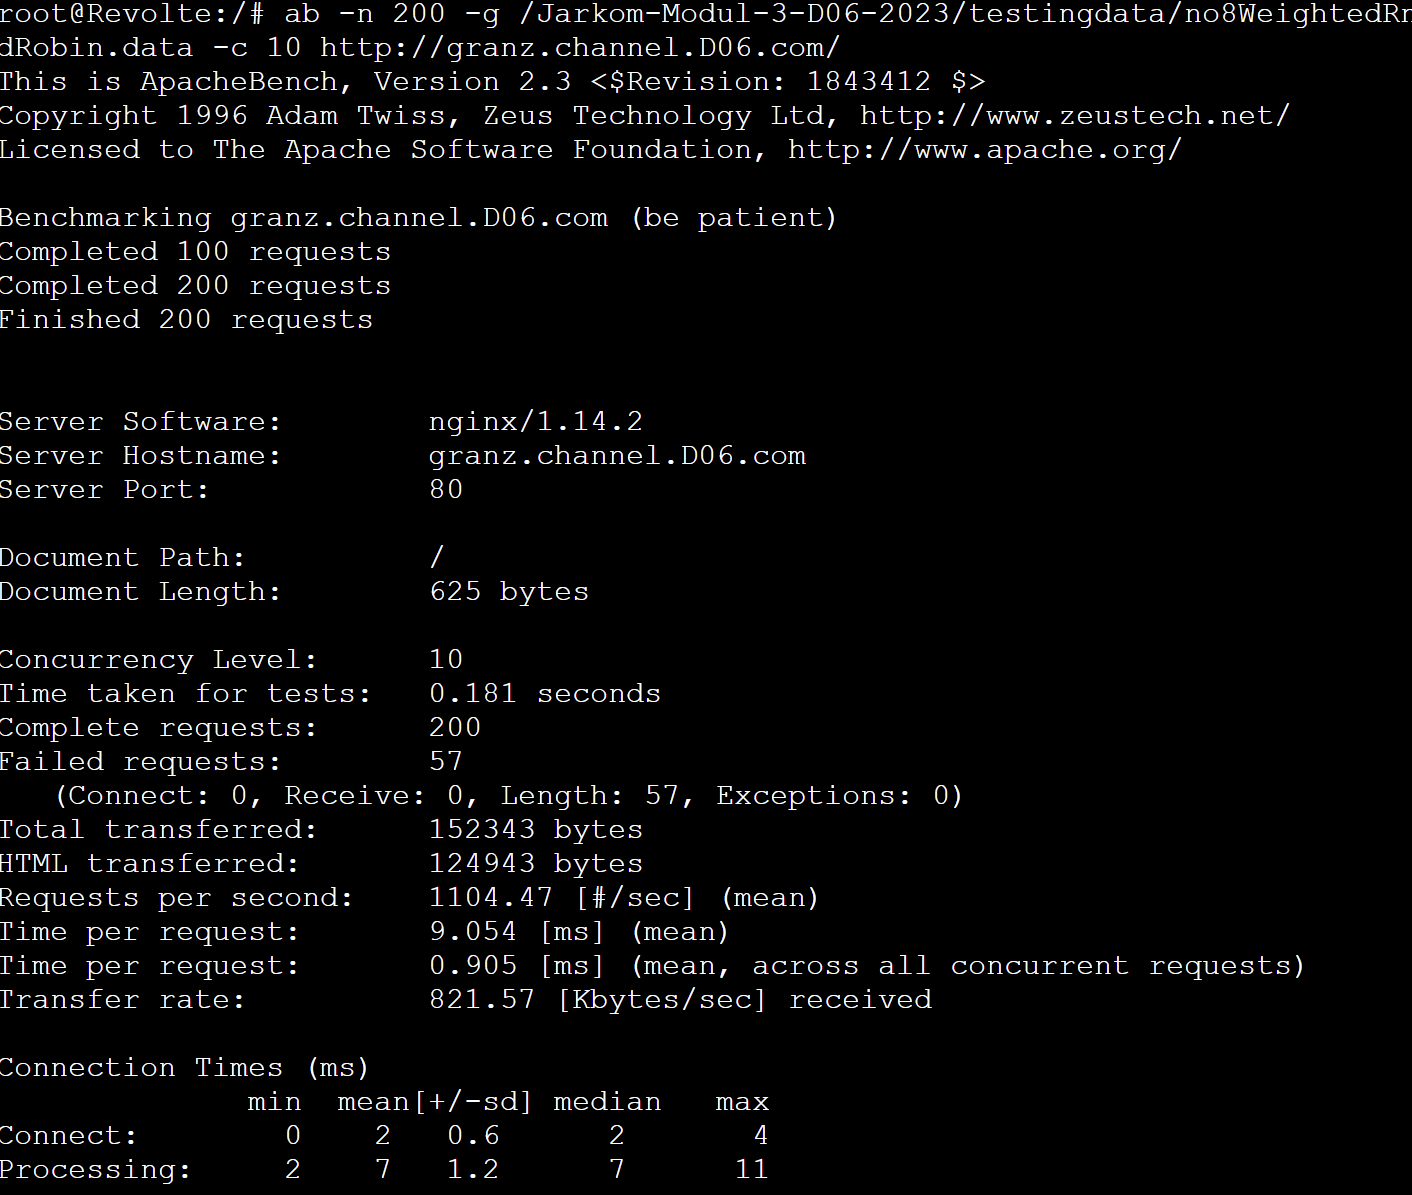 root@Revolte:/# ab -n 200 -g /Jarkom-Modul-3-D06-2023/testingdata/no8WeightedRn
dRobin.data -c 10 http://granz.channel.D06.com/
This is ApacheBench, Version 2.3 <$Revision: 1843412 $>
Copyright 1996 Adam Twiss, Zeus Technology Ltd, http://www.zeustech.net/
Licensed to The Apache Software Foundation, http://www.apache.org/

Benchmarking granz.channel.D06.com (be patient)
Completed 100 requests
Completed 200 requests
Finished 200 requests


Server Software:        nginx/1.14.2
Server Hostname:        granz.channel.D06.com
Server Port:            80

Document Path:          /
Document Length:        625 bytes

Concurrency Level:      10
Time taken for tests:   0.181 seconds
Complete requests:      200
Failed requests:        57
   (Connect: 0, Receive: 0, Length: 57, Exceptions: 0)
Total transferred:      152343 bytes
HTML transferred:       124943 bytes
Requests per second:    1104.47 [#/sec] (mean)
Time per request:       9.054 [ms] (mean)
Time per request:       0.905 [ms] (mean, across all concurrent requests)
Transfer rate:          821.57 [Kbytes/sec] received

Connection Times (ms)
              min  mean[+/-sd] median   max
Connect:        0    2   0.6      2       4
Processing:     2    7   1.2      7      11